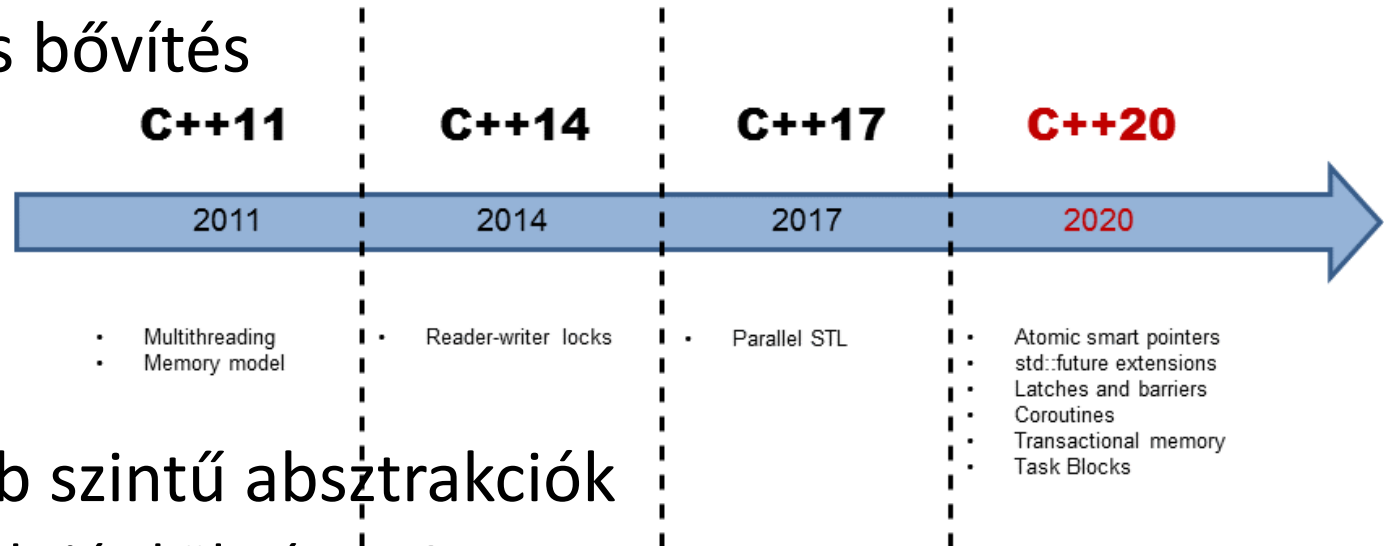 s bővítés
C++11 C++14 C++17 C++20
2011 2014 2017 2020
• Multithreading
• Memory model
• Reader-writer locks
• Parallel STL
• Atomic smart pointers
• std::future extensions
• Latches and barriers
• Coroutines
• Transactional memory
• Task Blocks
b szintű absztrakciók